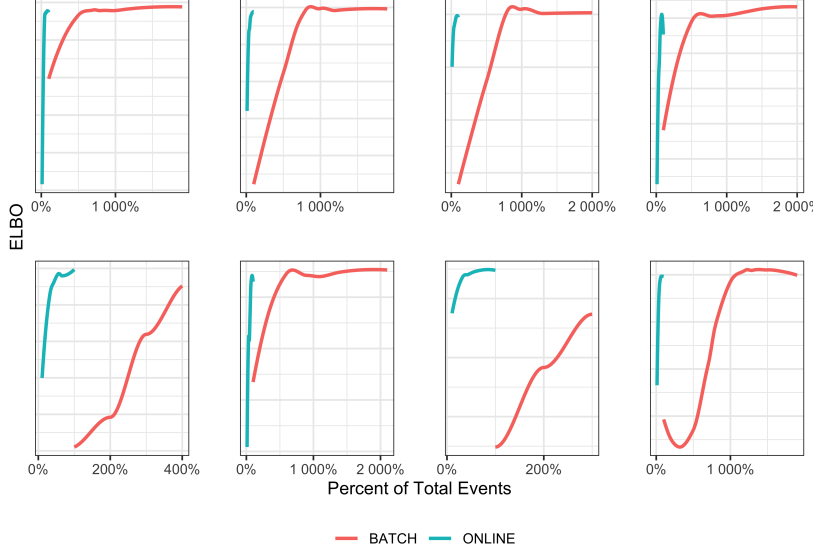 0% 1 000% 0% 1 000% 0% 1 000% 2 000% 0% 1 000% 2 000%
ELBO
0% 200% 400% 0% 1 000% 2 000% 0% 200% 0% 1 000%
Percent of Total Events
BATCH ONLINE